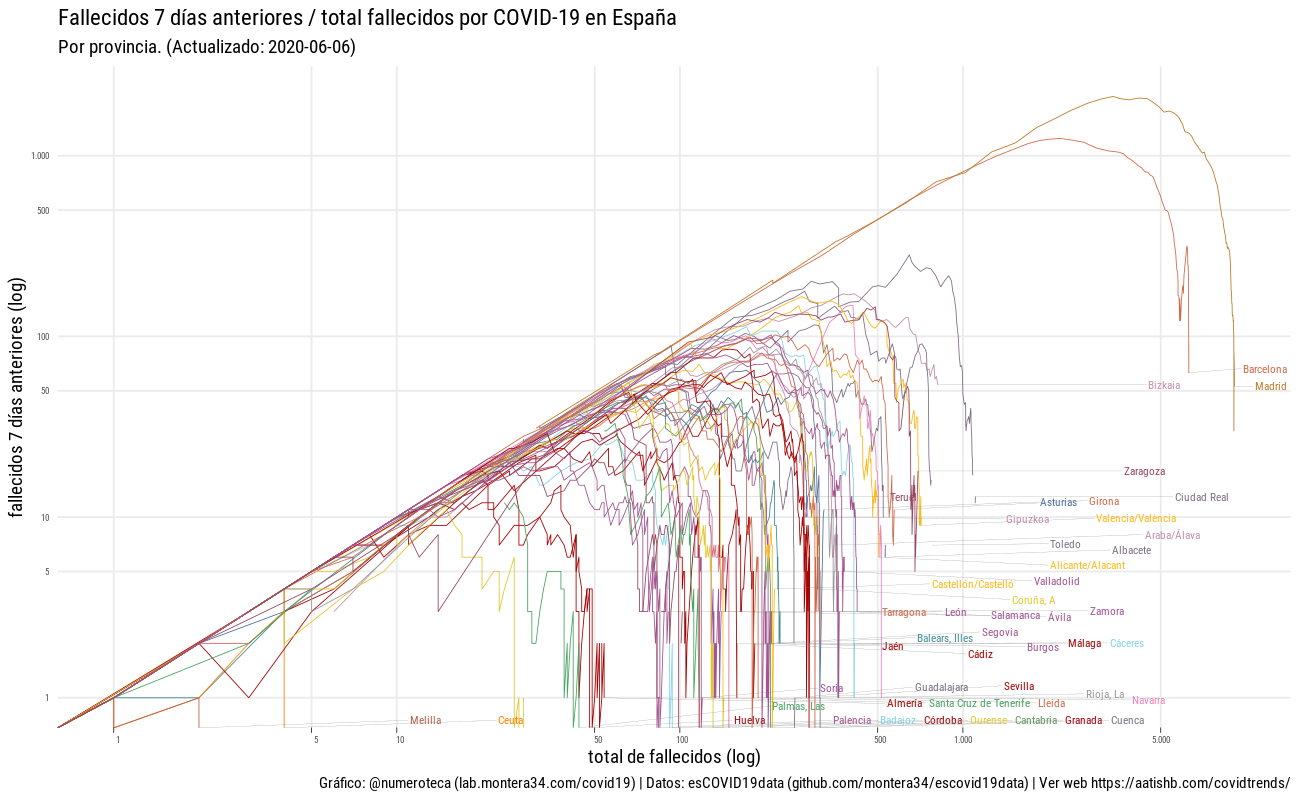 Fallecidos 7 días anteriores / total fallecidos por COVID-19 en España
Por provincia. (Actualizado: 2020-06-06)
fallecidos 7 días anteriores (log)
1.000
500
100
50
10
5
1
Barcelona
Bizkaia Madrid
Zaragoza
Teruel Ciudad Real
Asturias Girona
Gipuzkoa Valencia/València
Araba/Álava
Toledo Albacete
Alicante/Alacant
Castellón/Castelló Valladolid
Coruña, A
Tarragona León Salamanca Ávila Zamora
Segovia
Balears, Illes
Jaén Burgos Málaga Cáceres
Cádiz
Soria Guadalajara Sevilla
Rioja, La
Palmas, Las Almería Santa Cruz de Tenerife Lleida Navarra
Melilla Ceuta Huelva Palencia Badajoz Córdoba Ourense Cantabria Granada Cuenca
1 5 10 50 100 500 1.000 5.000
total de fallecidos (log)
Gráfico: @numeroteca (lab.montera34.com/covid19) | Datos: esCOVID19data (github.com/montera34/escovid19data) | Ver web https://aatishb.com/covidtrends/